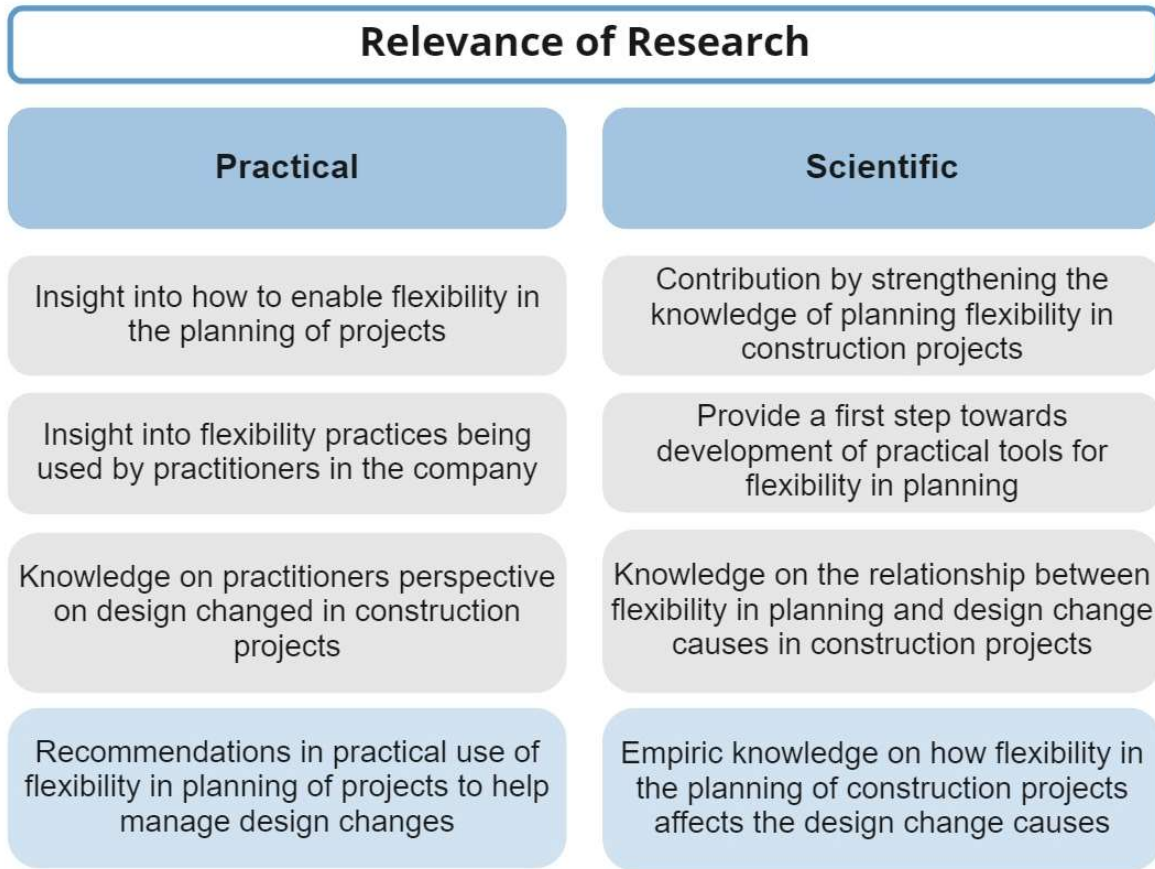 Relevance of Research
Practical
Scientific
Insight into how to enable flexibility in
the planning of projects
Contribution by strengthening the
knowledge of planning flexibility in
construction projects
Insight into flexibility practices being
used by practitioners in the company
Provide a first step towards
development of practical tools for
flexibility in planning
Knowledge on practitioners perspective
on design changed in construction
projects
Knowledge on the relationship between
flexibility in planning and design change
causes in construction projects
Recommendations in practical use of
flexibility in planning of projects to help
manage design changes
Empiric knowledge on how flexibility in
the planning of construction projects
affects the design change causes